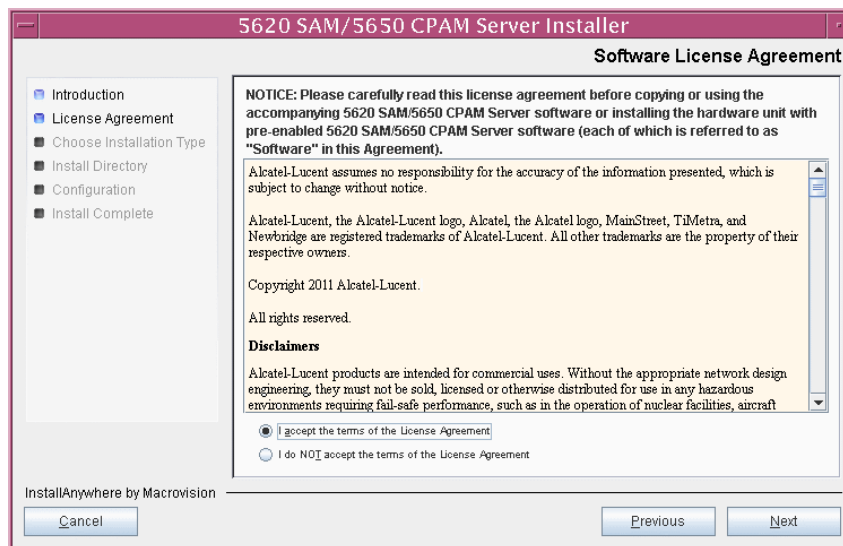 5620 SAM/5650 CPAM Server Installer
Software License Agreement
Introduction
License Agreement
Choose Installation Type
Install Directory
Configuration
Install Complete
NOTICE: Please carefully read this license agreement before copying or using the
accompanying 5620 SAM/5650 CPAM Server software or installing the hardware unit with
pre-enabled 5620 SAM/5650 CPAM Server software (each of which is referred to as
"Software" in this Agreement).
Alcatel-Lucent assumes no responsibility for the accuracy of the information presented, which is
subject to change without notice.
Alcatel-Lucent, the Alcatel-Lucent logo, Alcatel, the Alcatel logo, MainStreet, TiMetra, and
Newbridge are registered trademarks of Alcatel-Lucent. All other trademarks are the property of their
respective owners.
Copyright 2011 Alcatel-Lucent.
All rights reserved.
Disclaimers
Alcatel-Lucent products are intended for commercial uses. Without the appropriate network design
engineering, they must not be sold, licensed or otherwise distributed for use in any hazardous
environments requiring fail-safe performance, such as in the operation of nuclear facilities, aircraft
I accept the terms of the License Agreement
I do NOT accept the terms of the License Agreement
InstallAnywhere by Macrovision
Cancel
Previous
Next